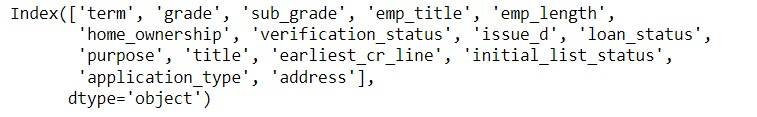 Index(['term', 'grade', 'sub_grade', 'emp_title', 'emp_length',
'home_ownership', 'verification_status', 'issue_d', 'loan_status',
'purpose', 'title', 'earliest_cr_line', 'initial_list_status',
'application_type', 'address'],
dtype='object')